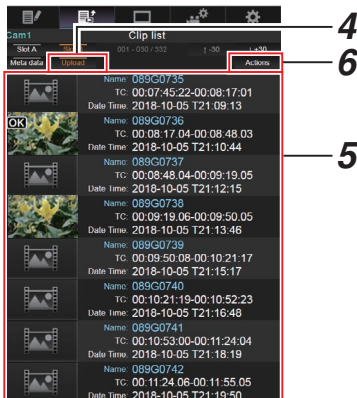 Cam1 Clip list
Slot A 001 - 030 / 332 -30 +30
Meta data Upload Actions
4
6
5
Name: 089G0735
TC: 00:07:45:22-00:08:17:01
Date Time: 2018-10-05 T21:09:13
OK
Name: 089G0736
TC: 00:08:17.04-00:08:48.03
Date Time: 2018-10-05 T21:10:44
Name: 089G0737
TC: 00:08:48.04-00:09:19.05
Date Time: 2018-10-05 T21:12:15
Name: 089G0738
TC: 00:09:19.06-00:09:50.05
Date Time: 2018-10-05 T21:13:46
Name: 089G0739
TC: 00:09:50:08-00:10:21:17
Date Time: 2018-10-05 T21:15:17
Name: 089G0740
TC: 00:10:21:19-00:10:52:23
Date Time: 2018-10-05 T21:16:48
Name: 089G0741
TC: 00:10:53:00-00:11:24:04
Date Time: 2018-10-05 T21:18:19
Name: 089G0742
TC: 00:11:24.06-00:11:55.05
Date Time: 2018-10-05 T21:19:50